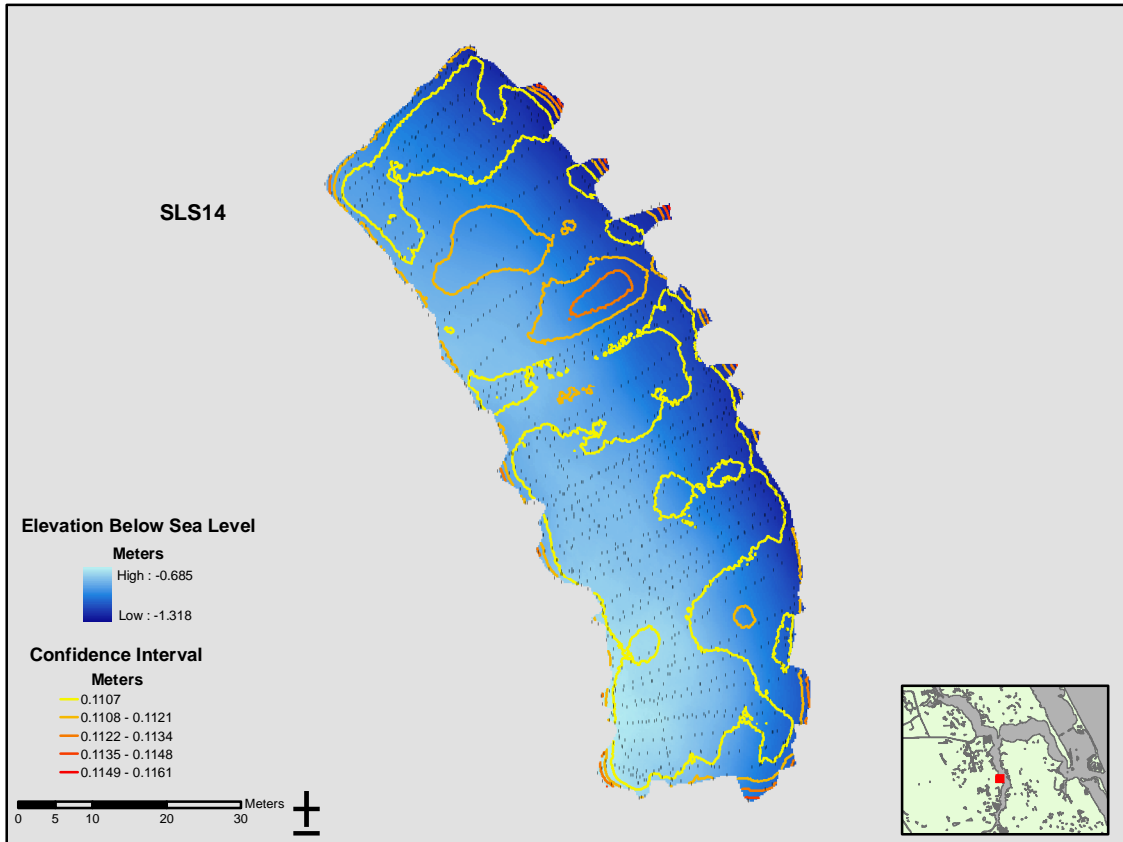 SLS14
Elevation Below Sea Level
Meters
High : -0.685
Low : -1.318
Confidence Interval
Meters
0.1107
0.1108 - 0.1121
0.1122 - 0.1134
0.1135 - 0.1148
0.1149 - 0.1161
Meters
0 5 10 20 30